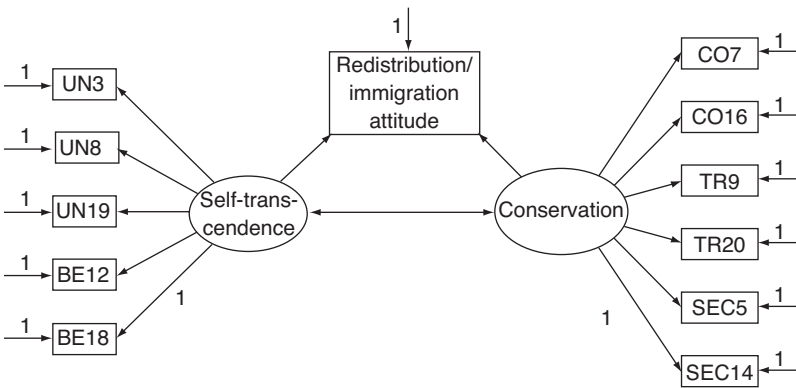 1
Redistribution/
immigration
attitude
1
UN3
1
UN8
1
UN19
1
BE12
1
BE18
Self-trans-
cendence
1
Conservation
1
CO7
1
CO16
1
TR9
1
TR20
1
SEC5
1
SEC14
1